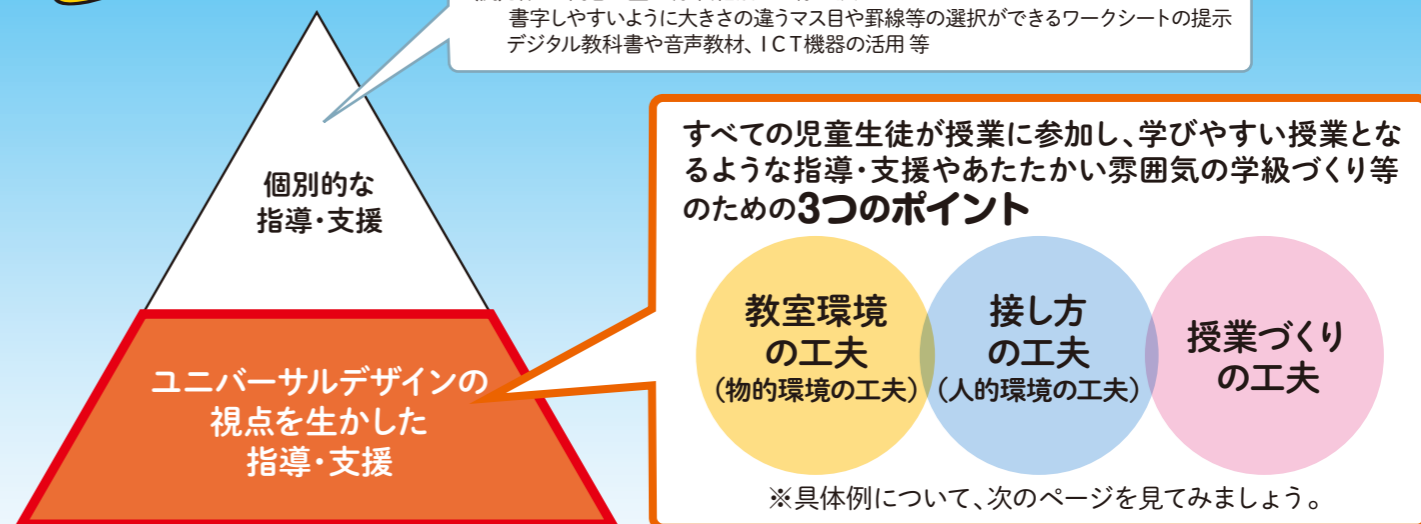 書字しやすいように大きさの違うマス目や罫線等の選択ができるワークシートの提示
デジタル教科書や音声教材、ICT機器の活用 等
個別的な
指導・支援
すべての児童生徒が授業に参加し、学びやすい授業とな
るような指導・支援やあたたかい雰囲気の学級づくり等
のための3つのポイント
教室環境
の工夫
(物的環境の工夫)
接し方
の工夫
(人的環境の工夫)
授業づくり
の工夫
ユニバーサルデザインの
視点を生かした
指導・支援
※具体例について、次のページを見てみましょう。